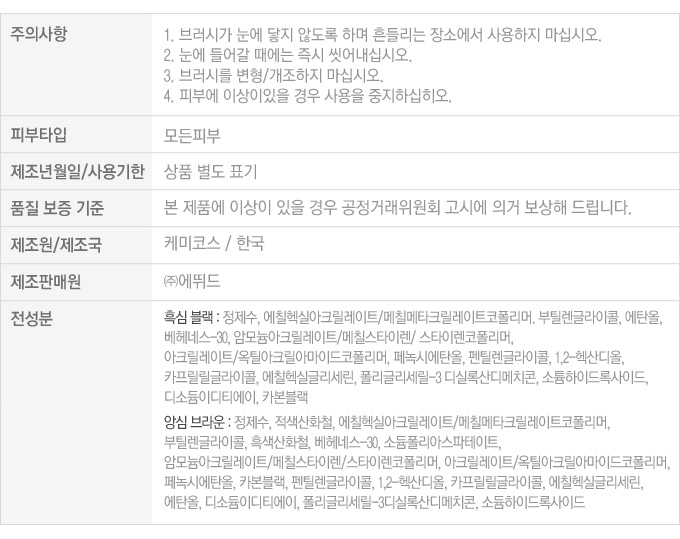 주의사항
1. 브러시가 눈에 닿지 않도록 하며 흔들리는 장소에서 사용하지 마십시오.
2. 눈에 들어갈 때에는 즉시 씻어내십시오.
3. 브러시를 변형/개조하지 마십시오.
4. 피부에 이상이있을 경우 사용을 중지하십히오.
피부타입
모든피부
제조년월일/사용기한
상품 별도 표기
품질 보증 기준
본 제품에 이상이 있을 경우 공정거래위원회 고시에 의거 보상해 드립니다.
제조원/제조국
케미코스 / 한국
제조판매원
㈜에뛰드
전성분
흑심 블랙 : 정제수, 에칠헥실아크릴레이트/메칠메타크릴레이트코폴리머. 부틸렌글라이콜, 에탄올,
베헤네스-30, 암모늄아크릴레이트/메칠스타이렌/ 스타이렌코폴리머,
아크릴레이트/옥틸아크릴아마이드코폴리머, 페녹시에탄올, 펜틸렌글라이콜, 1,2-헥산디올,
카프릴릴글라이콜, 에칠헥실글리세린, 폴리글리세릴-3 디실록산디메치콘, 소듐하이드록사이드,
디소듐이디티에이, 카본블랙
앙심 브라운 : 정제수, 적색산화철, 에칠헥실아크릴레이트/메칠메타크릴레이트코폴리머,
부틸렌글라이콜, 흑색산화철, 베헤네스-30, 소듐폴리아스파테이트,
암모늄아크릴레이트/메칠스타이렌/스타이렌코폴리머, 아크릴레이트/옥틸아크릴아마이드코폴리머,
페녹시에탄올, 카본블랙, 펜틸렌글라이콜, 1,2-헥산디올, 카프릴릴글라이콜, 에칠헥실글리세린,
에탄올, 디소듐이디티에이, 폴리글리세릴-3디실록산디메치콘, 소듐하이드록사이드